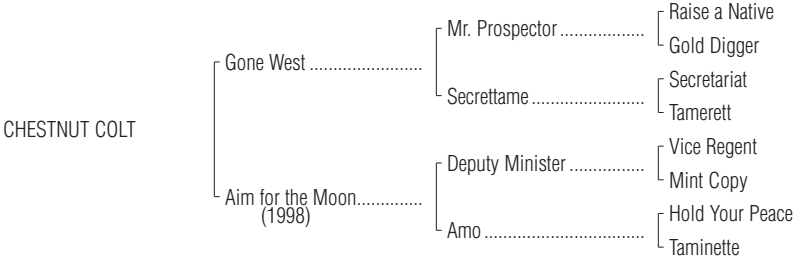 Raise a Native
Mr. Prospector ..................
Gold Digger
Gone West ........................
Secretariat
Secrettame ........................
Tamerett
CHESTNUT COLT
Vice Regent
Deputy Minister ................
Mint Copy
Aim for the Moon..............
(1998)
Hold Your Peace
Amo ..................................
Taminette